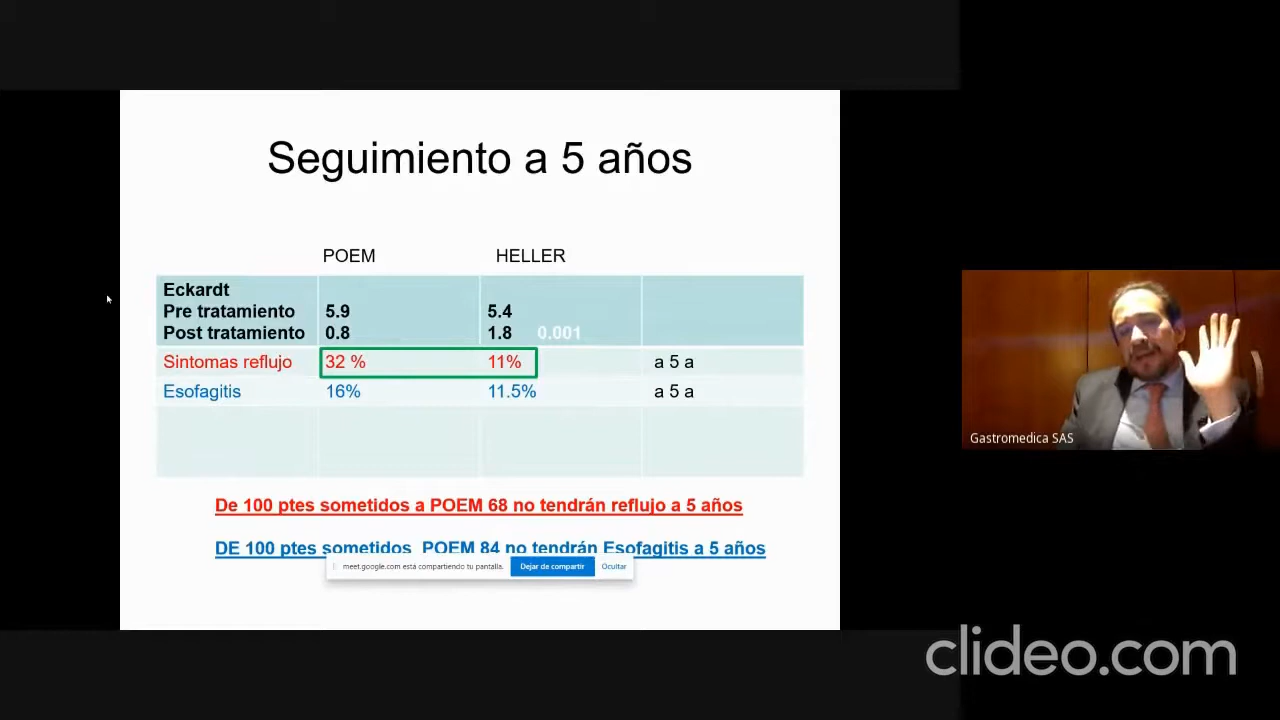 Seguimiento a 5 años
POEM HELLER
Eckardt
Pre tratamiento 5.9 5.4
Post tratamiento 0.8 1.8 0.001
Sintomas reflujo 32 % 11% a 5 a
Esofagitis 16% 11.5% a 5 a
De 100 ptes sometidos a POEM 68 no tendrán reflujo a 5 años
DE 100 ptes sometidos POEM 84 no tendrán Esofagitis a 5 años
meet.google.com está compartiendo tu pantalla. Dejar de compartir Ocultar
Gastromedica SAS
clideo.com